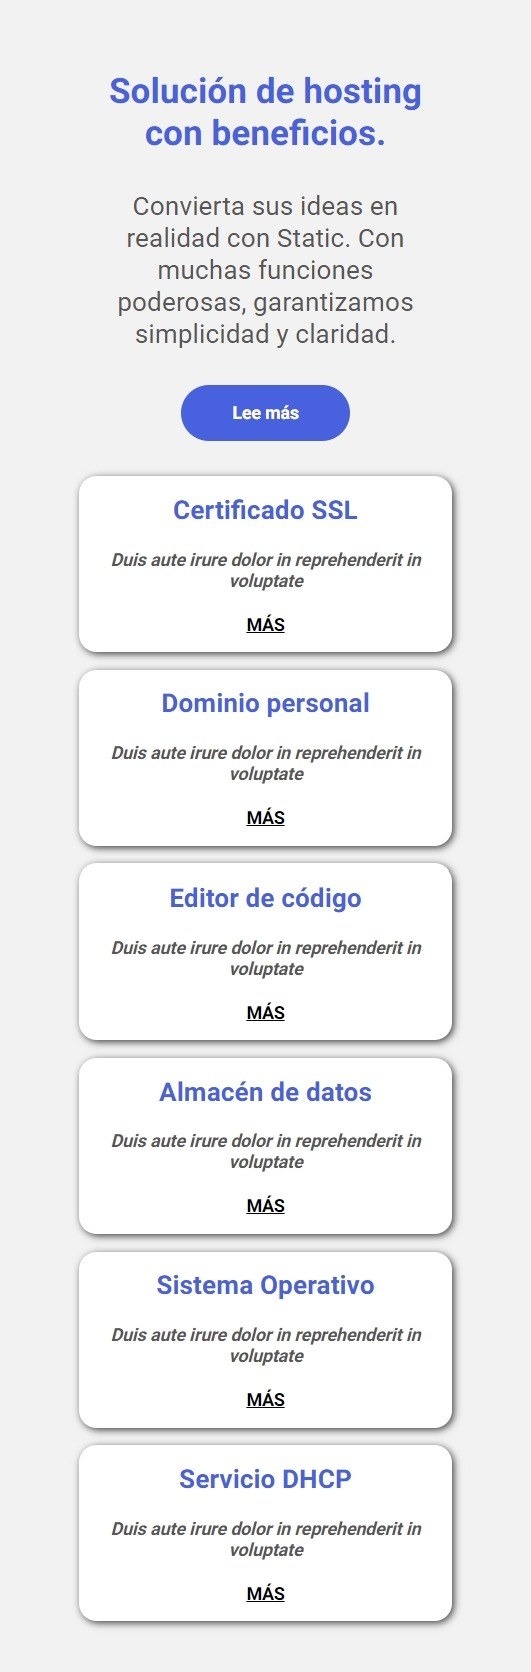 Solución de hosting
con beneficios.
Convierta sus ideas en
realidad con Static. Con
muchas funciones
poderosas, garantizamos
simplicidad y claridad.
Lee más
Certificado SSL
Duis aute irure dolor in reprehenderit in
voluptate
MÁS
Dominio personal
Duis aute irure dolor in reprehenderit in
voluptate
MÁS
Editor de código
Duis aute irure dolor in reprehenderit in
voluptate
MÁS
Almacén de datos
Duis aute irure dolor in reprehenderit in
voluptate
MÁS
Sistema Operativo
Duis aute irure dolor in reprehenderit in
voluptate
MÁS
Servicio DHCP
Duis aute irure dolor in reprehenderit in
voluptate
MÁS